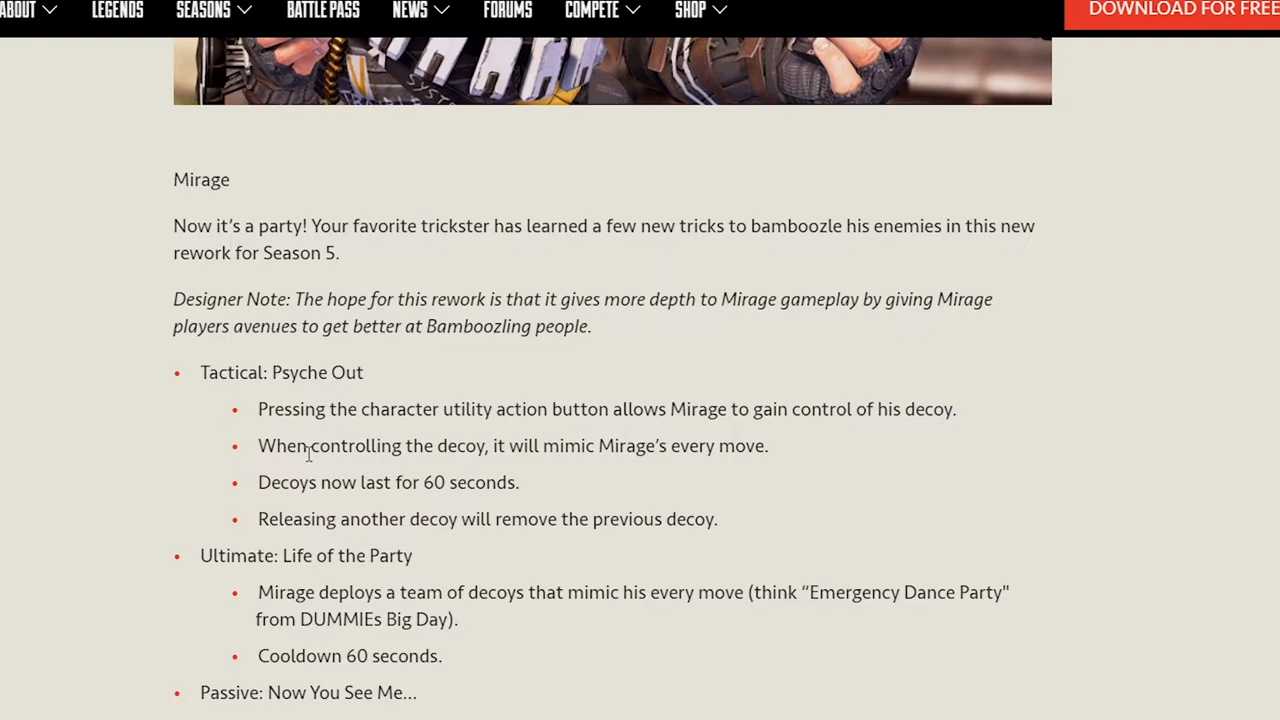 ABOUT LEGENDS SEASONS BATTLE PASS NEWS FORUMS COMPETE SHOP DOWNLOAD FOR FREE
SYST
Mirage
Now it’s a party! Your favorite trickster has learned a few new tricks to bamboozle his enemies in this new
rework for Season 5.
Designer Note: The hope for this rework is that it gives more depth to Mirage gameplay by giving Mirage
players avenues to get better at Bamboozling people.
• Tactical: Psyche Out
• Pressing the character utility action button allows Mirage to gain control of his decoy.
• When controlling the decoy, it will mimic Mirage’s every move.
• Decoys now last for 60 seconds.
• Releasing another decoy will remove the previous decoy.
• Ultimate: Life of the Party
• Mirage deploys a team of decoys that mimic his every move (think “Emergency Dance Party"
from DUMMIEs Big Day).
• Cooldown 60 seconds.
• Passive: Now You See Me...